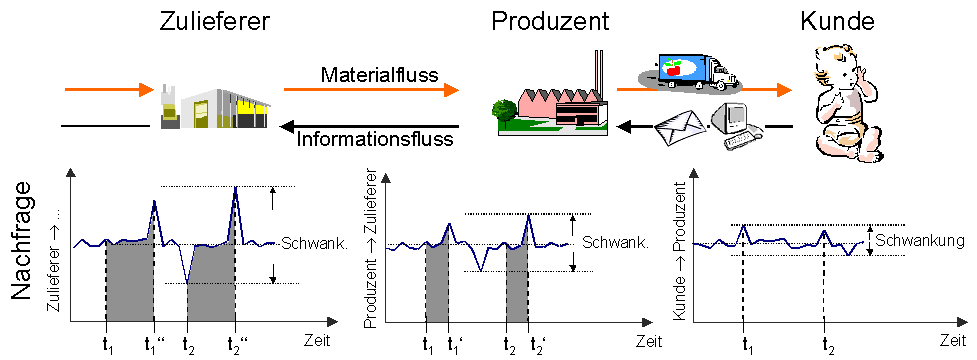 Zulieferer
Produzent
Kunde
Materialfluss
Informationsfluss
Nachfrage
Zulieferer → ...
Schwank.
t₁
t₁“
t₂
t₂“
Zeit
Produzent → Zulieferer
Schwank.
t₁
t₁‘
t₂
t₂‘
Zeit
Kunde → Produzent
Schwankung
t₁
t₂
Zeit